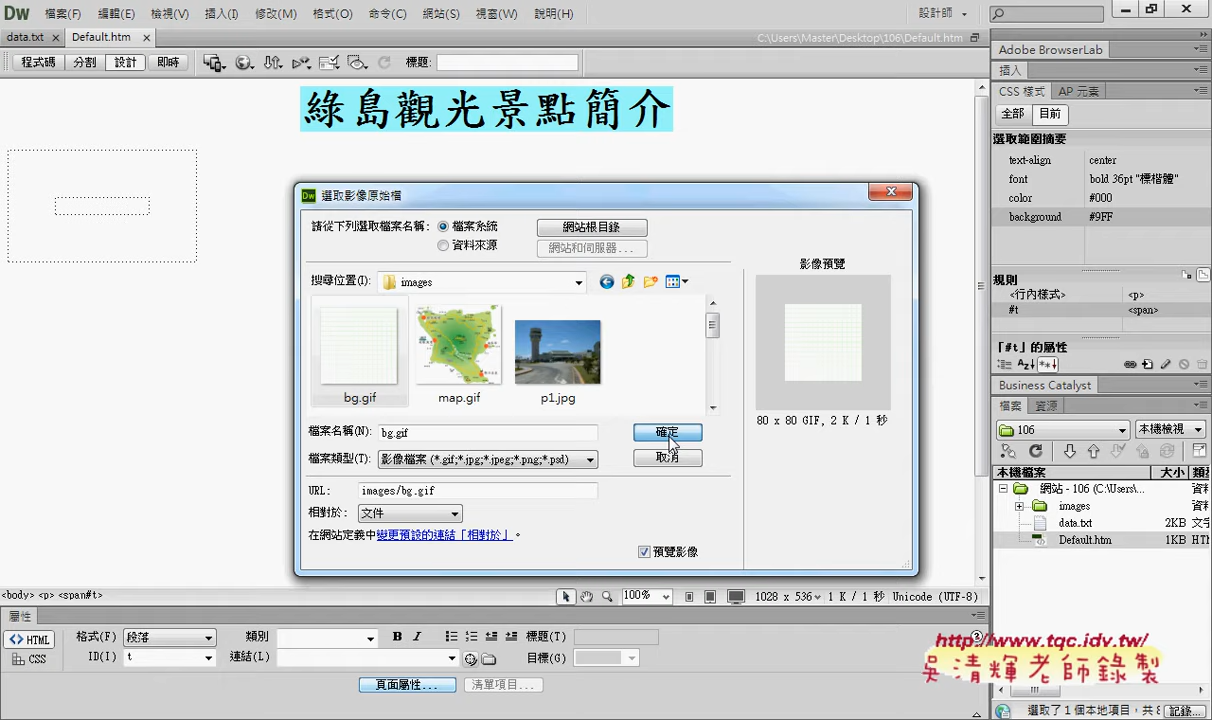 Dw 檔案(F) 編輯(E) 檢視(V) 插入(I) 修改(M) 格式(O) 命令(C) 網站(S) 視窗(W) 說明(H) 設計師
data.txt × Default.htm × C:\Users\Master\Desktop\106\Default.htm
程式碼 分割 設計 即時 標題:
Adobe BrowserLab
插入
CSS 樣式 AP 元素
全部 目前
選取範圍摘要
text-align center
font bold 36pt "標楷體"
color #000
background #9FF
規則
<行內樣式> <p>
#t <span>
「#t」的屬性
Business Catalyst
檔案 資源
106 本機檢視
本機檔案 大小
網站 - 106 (C:\Users\...
images
data.txt 2KB
Default.htm 1KB
綠島觀光景點簡介
Dw 選取影像原始檔
請從下列選取檔案名稱: 檔案系統 網站根目錄
資料來源 網站和伺服器...
搜尋位置(I): images
影像預覽
bg.gif map.gif p1.jpg
80 x 80 GIF, 2 K / 1 秒
檔案名稱(N): bg.gif 確定
檔案類型(T): 影像檔案 (*.gif;*.jpg;*.jpeg;*.png;*.psd) 取消
URL: images/bg.gif
相對於: 文件
在網站定義中變更預設的連結「相對於」。
預覽影像
<body> <p> <span#t> 100% 1028 x 536 1 K / 1 秒 Unicode (UTF-8)
屬性
<> HTML 格式(F) 段落 類別 B I 標題(T)
CSS ID(I) t 連結(L) 目標(G)
頁面屬性... 清單項目...
http://www.tqc.idv.tw/
吳清輝老師錄製
選取了 1 個本地項目，共 記錄...